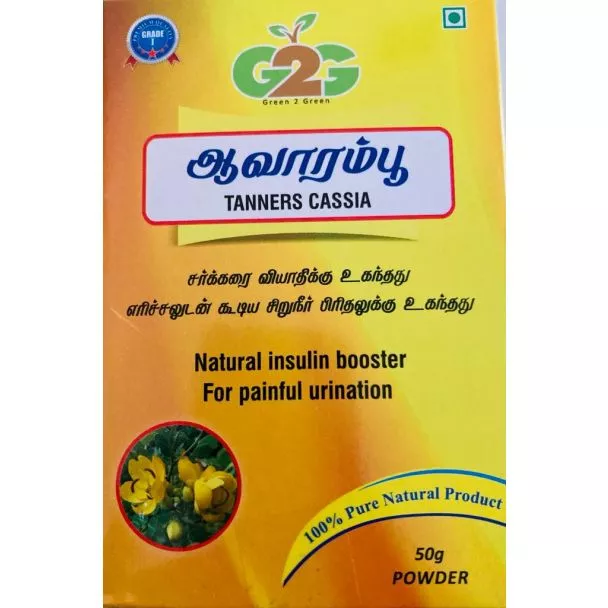 GRADE
1
G2G
Green 2 Green
ஆவாரம்பூ
TANNERS CASSIA
சர்க்கரை வியாதிக்கு உகந்தது
எரிச்சலுடன் கூடிய சிறுநீர் பிரிதலுக்கு உகந்தது
Natural insulin booster
For painful urination
100% Pure Natural Product
50g
POWDER